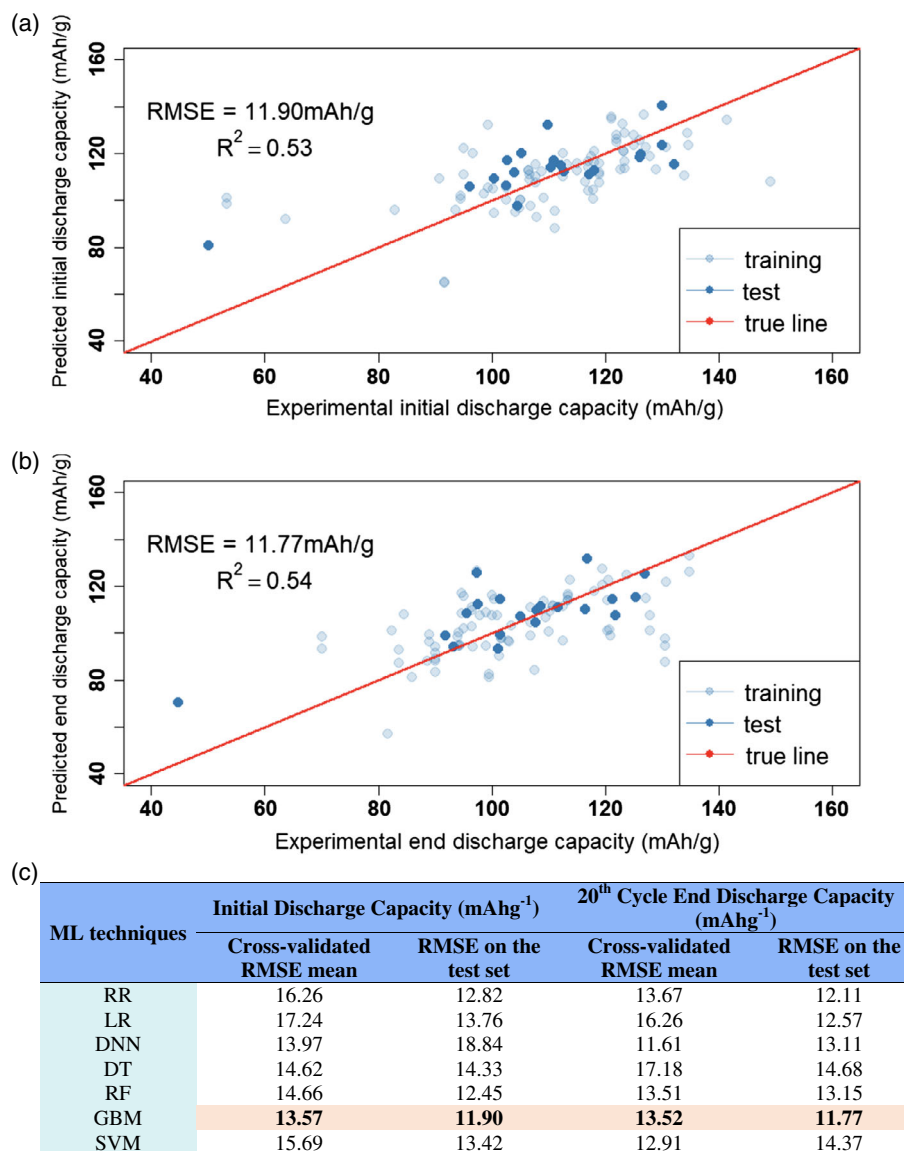 (a)
Predicted initial discharge capacity (mAh/g)
160
120
80
40
RMSE = 11.90mAh/g
R² = 0.53
training
test
true line
40 60 80 100 120 140 160
Experimental initial discharge capacity (mAh/g)
(b)
Predicted end discharge capacity (mAh/g)
160
120
80
40
RMSE = 11.77mAh/g
R² = 0.54
training
test
true line
40 60 80 100 120 140 160
Experimental end discharge capacity (mAh/g)
(c)
ML techniques Initial Discharge Capacity (mAhg⁻¹) 20ᵗʰ Cycle End Discharge Capacity
(mAhg⁻¹)
Cross-validated RMSE on the Cross-validated RMSE on the
RMSE mean test set RMSE mean test set
RR 16.26 12.82 13.67 12.11
LR 17.24 13.76 16.26 12.57
DNN 13.97 18.84 11.61 13.11
DT 14.62 14.33 17.18 14.68
RF 14.66 12.45 13.51 13.15
GBM 13.57 11.90 13.52 11.77
SVM 15.69 13.42 12.91 14.37